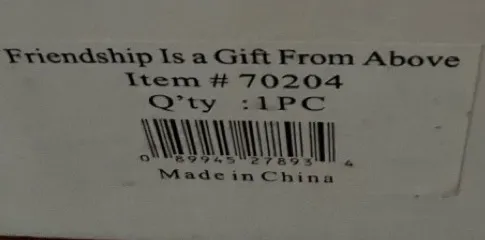 Friendship Is a Gift From Above
Item # 70204
Q'ty :1PC
0 89945 27893 4
Made in China